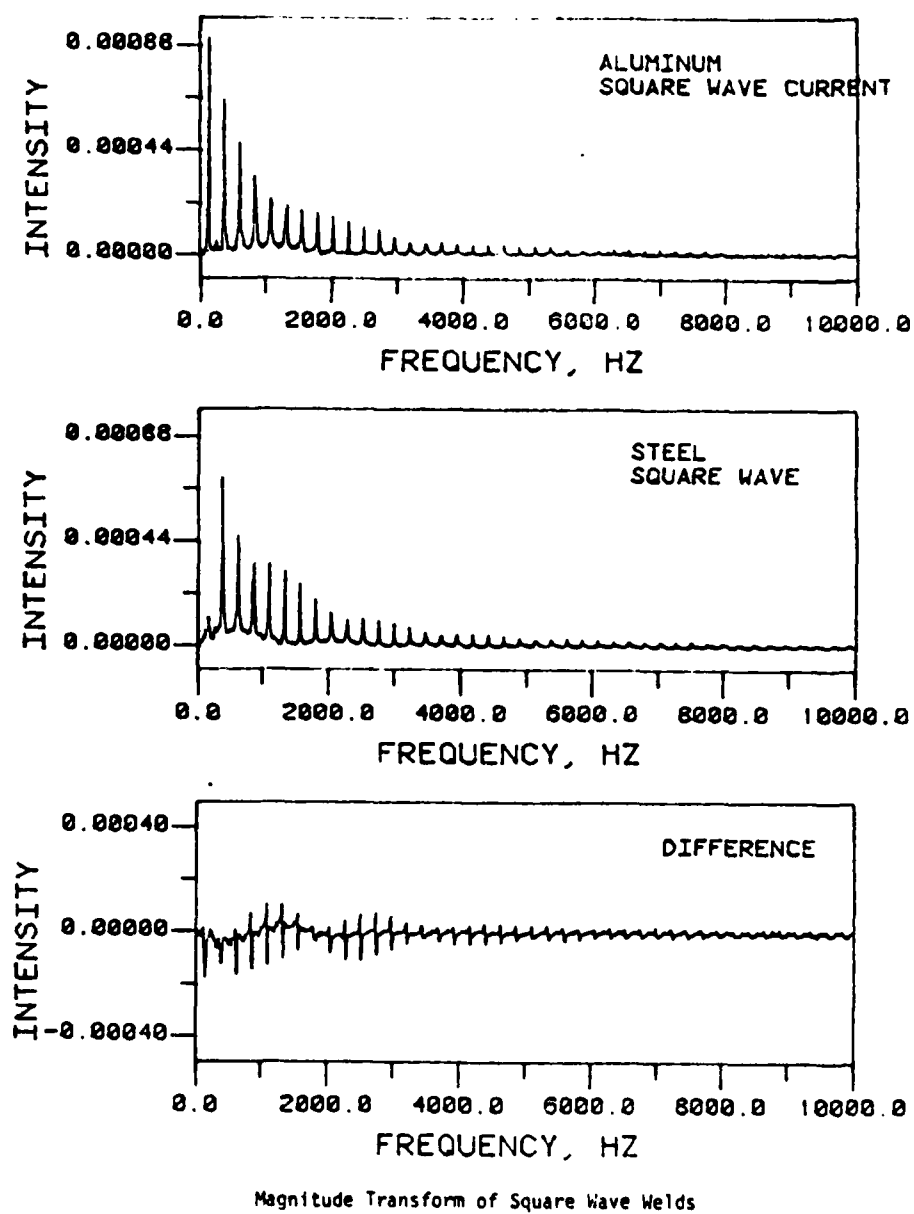 0.00088
ALUMINUM
SQUARE WAVE CURRENT
0.00044
0.00000
INTENSITY
0.0 2000.0 4000.0 6000.0 8000.0 10000.0
FREQUENCY, HZ
0.00088
STEEL
SQUARE WAVE
0.00044
0.00000
INTENSITY
0.0 2000.0 4000.0 6000.0 8000.0 10000.0
FREQUENCY, HZ
0.00040
DIFFERENCE
0.00000
-0.00040
INTENSITY
0.0 2000.0 4000.0 6000.0 8000.0 10000.0
FREQUENCY, HZ
Magnitude Transform of Square Wave Welds